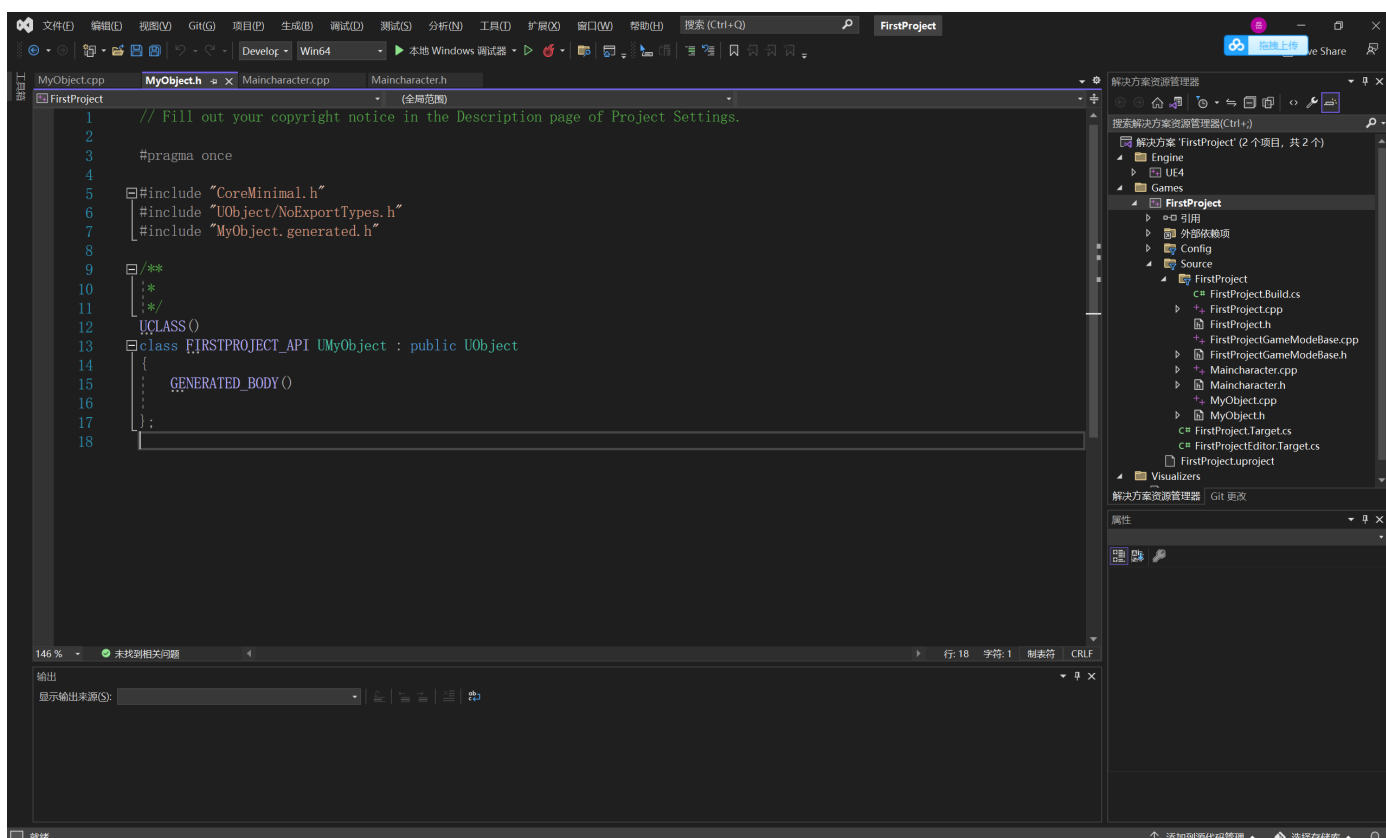 文件(F) 编辑(E) 视图(V) Git(G) 项目(P) 生成(B) 调试(D) 测试(S) 分析(N) 工具(T) 扩展(X) 窗口(W) 帮助(H) 搜索 (Ctrl+Q) FirstProject 岳
Win64 本地 Windows 调试器 拖拽上传 ve Share
工具箱
MyObject.cpp MyObject.h Maincharacter.cpp Maincharacter.h
FirstProject (全局范围)
1 // Fill out your copyright notice in the Description page of Project Settings.
2
3 #pragma once
4
5 #include "CoreMinimal.h"
6 #include "UObject/NoExportTypes.h"
7 #include "MyObject.generated.h"
8
9 /**
10 *
11 */
12 UCLASS()
13 class FIRSTPROJECT_API UMyObject : public UObject
14 {
15 GENERATED_BODY()
16
17 };
18
146 % 未找到相关问题 行: 18 字符: 1 制表符 CRLF
输出
显示输出来源(S):
解决方案资源管理器
搜索解决方案资源管理器(Ctrl+;)
解决方案 'FirstProject' (2 个项目，共 2 个)
Engine
UE4
Games
FirstProject
引用
外部依赖项
Config
Source
FirstProject
C# FirstProject.Build.cs
++ FirstProject.cpp
h FirstProject.h
++ FirstProjectGameModeBase.cpp
h FirstProjectGameModeBase.h
++ Maincharacter.cpp
h Maincharacter.h
++ MyObject.cpp
h MyObject.h
C# FirstProject.Target.cs
C# FirstProjectEditor.Target.cs
FirstProject.uproject
Visualizers
解决方案资源管理器 Git 更改
属性
就绪 添加到源代码管理 选择存储库